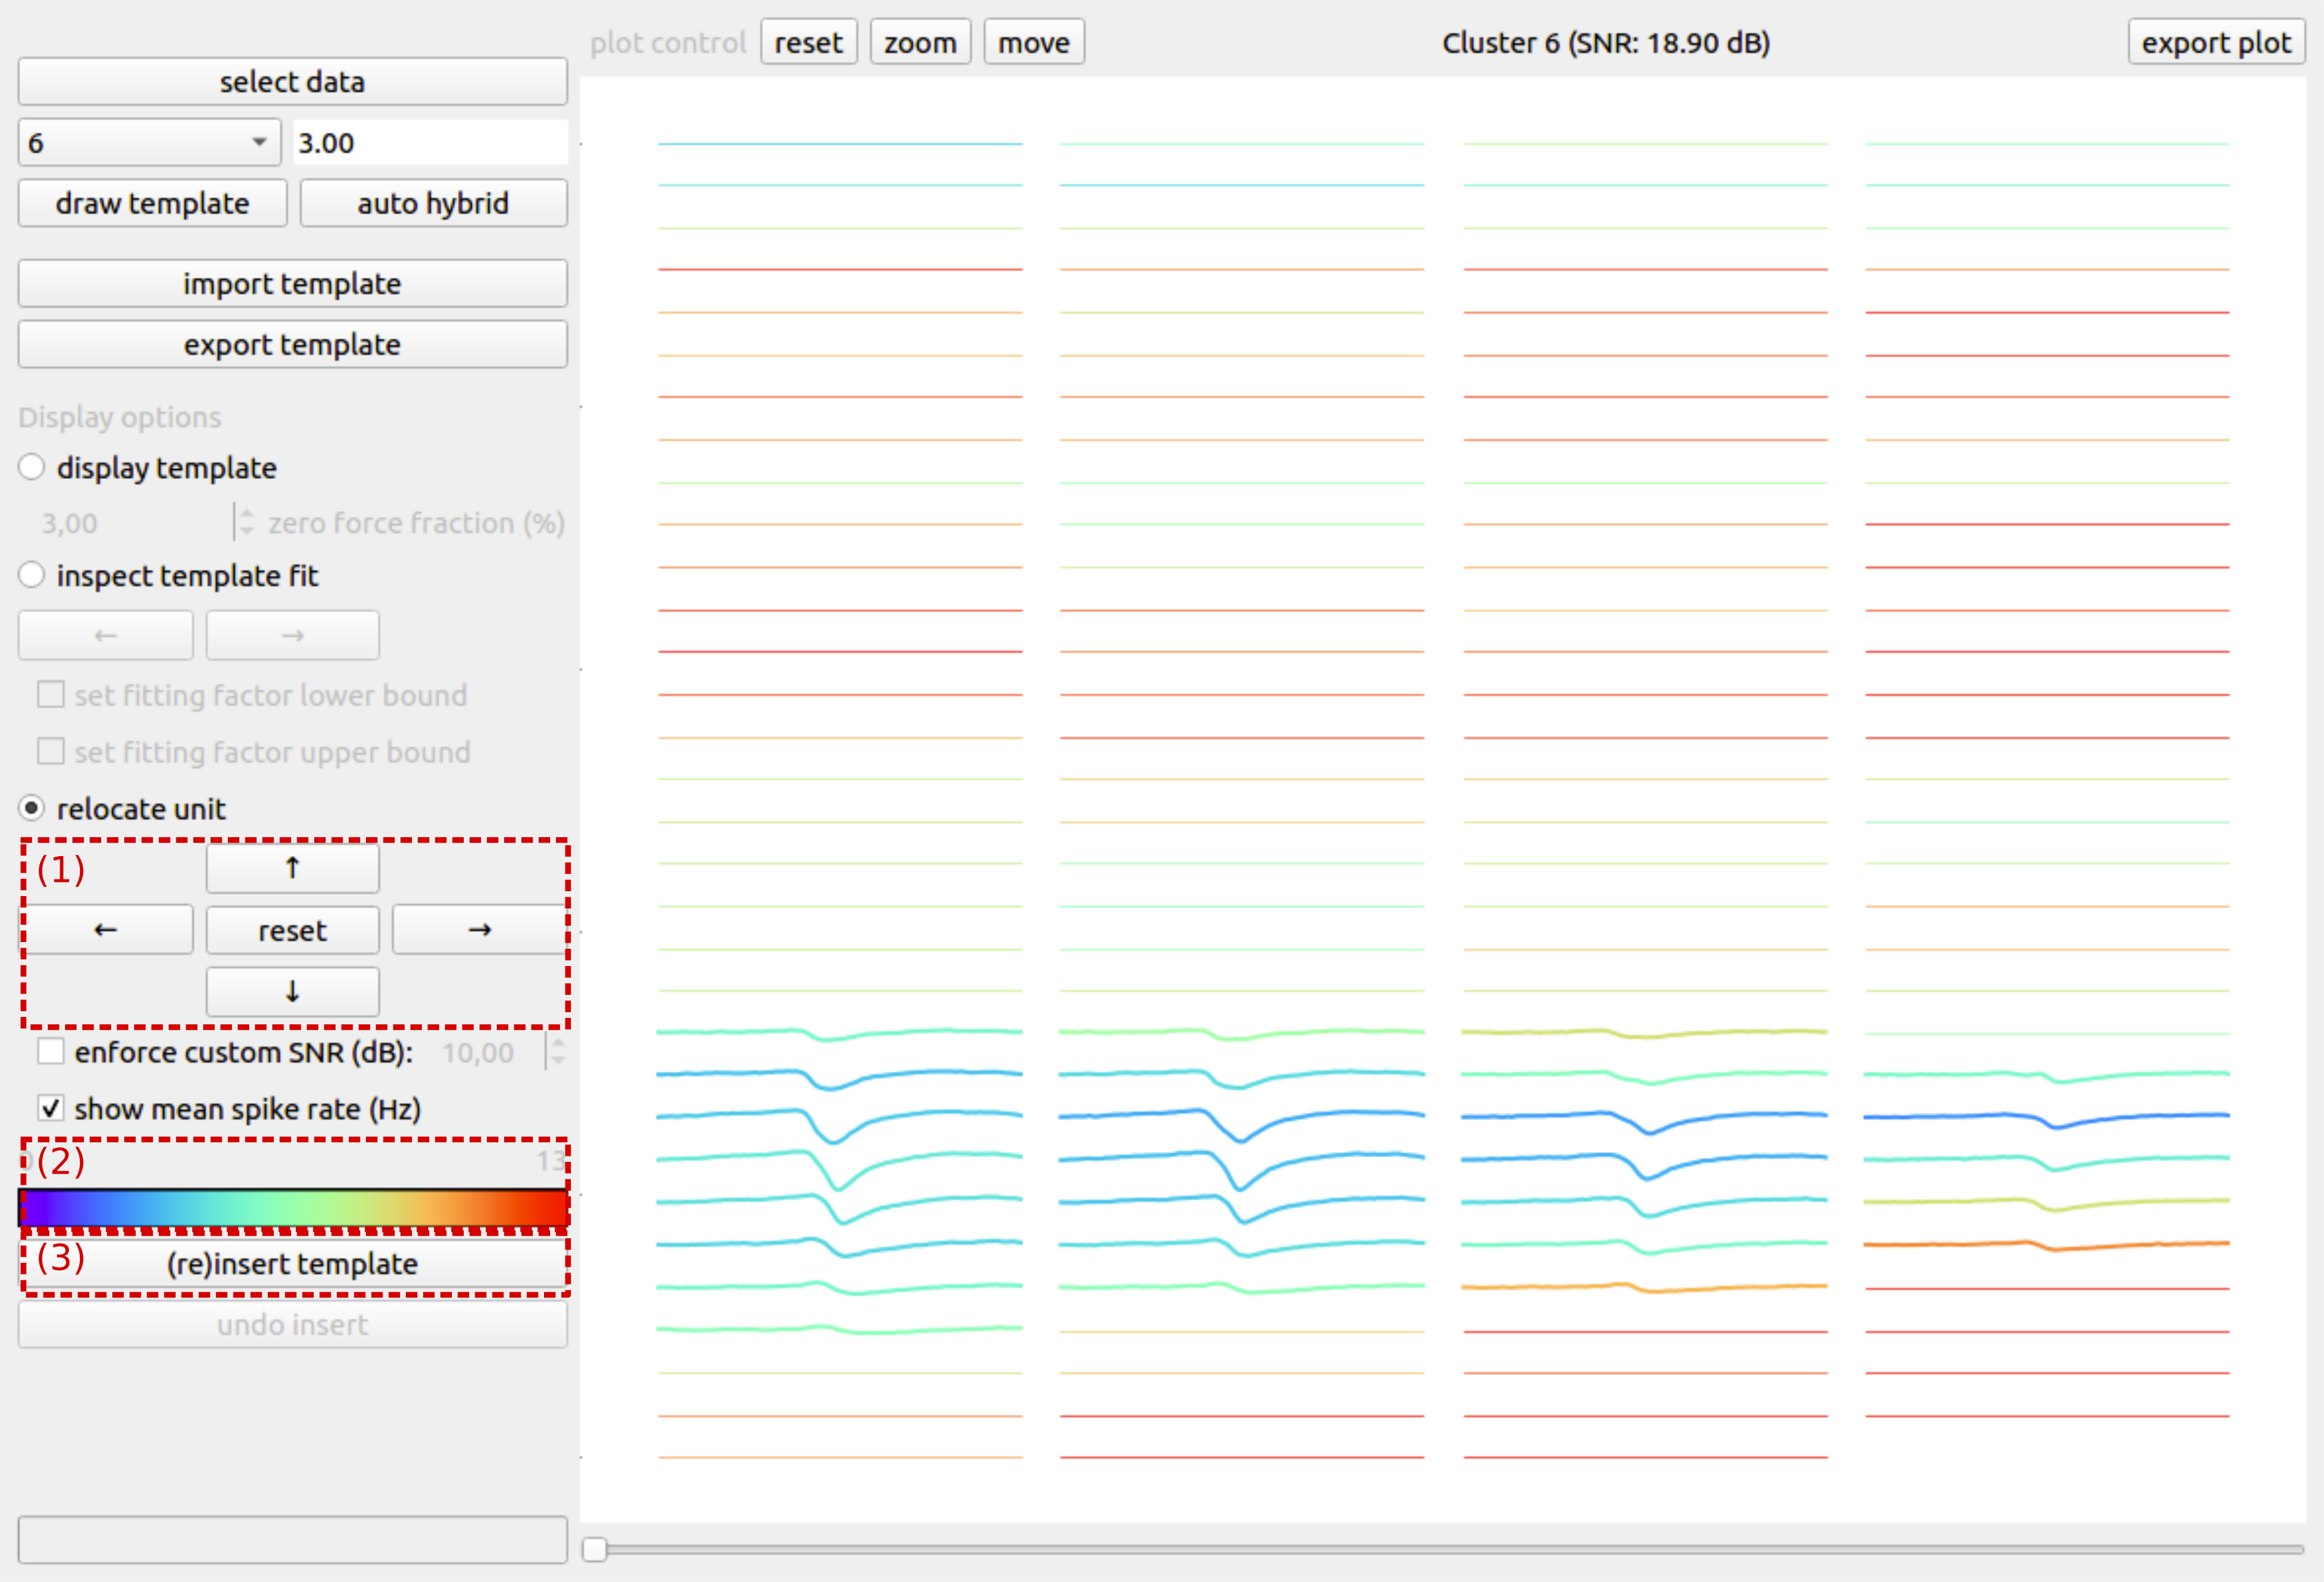 plot control reset zoom move Cluster 6 (SNR: 18.90 dB) export plot
select data
6 3.00
draw template auto hybrid
import template
export template
Display options
display template
3,00 zero force fraction (%)
inspect template fit
← →
set fitting factor lower bound
set fitting factor upper bound
relocate unit
(1) ↑
← reset →
↓
enforce custom SNR (dB): 10,00
show mean spike rate (Hz)
0 (2) 13
(3) (re)insert template
undo insert